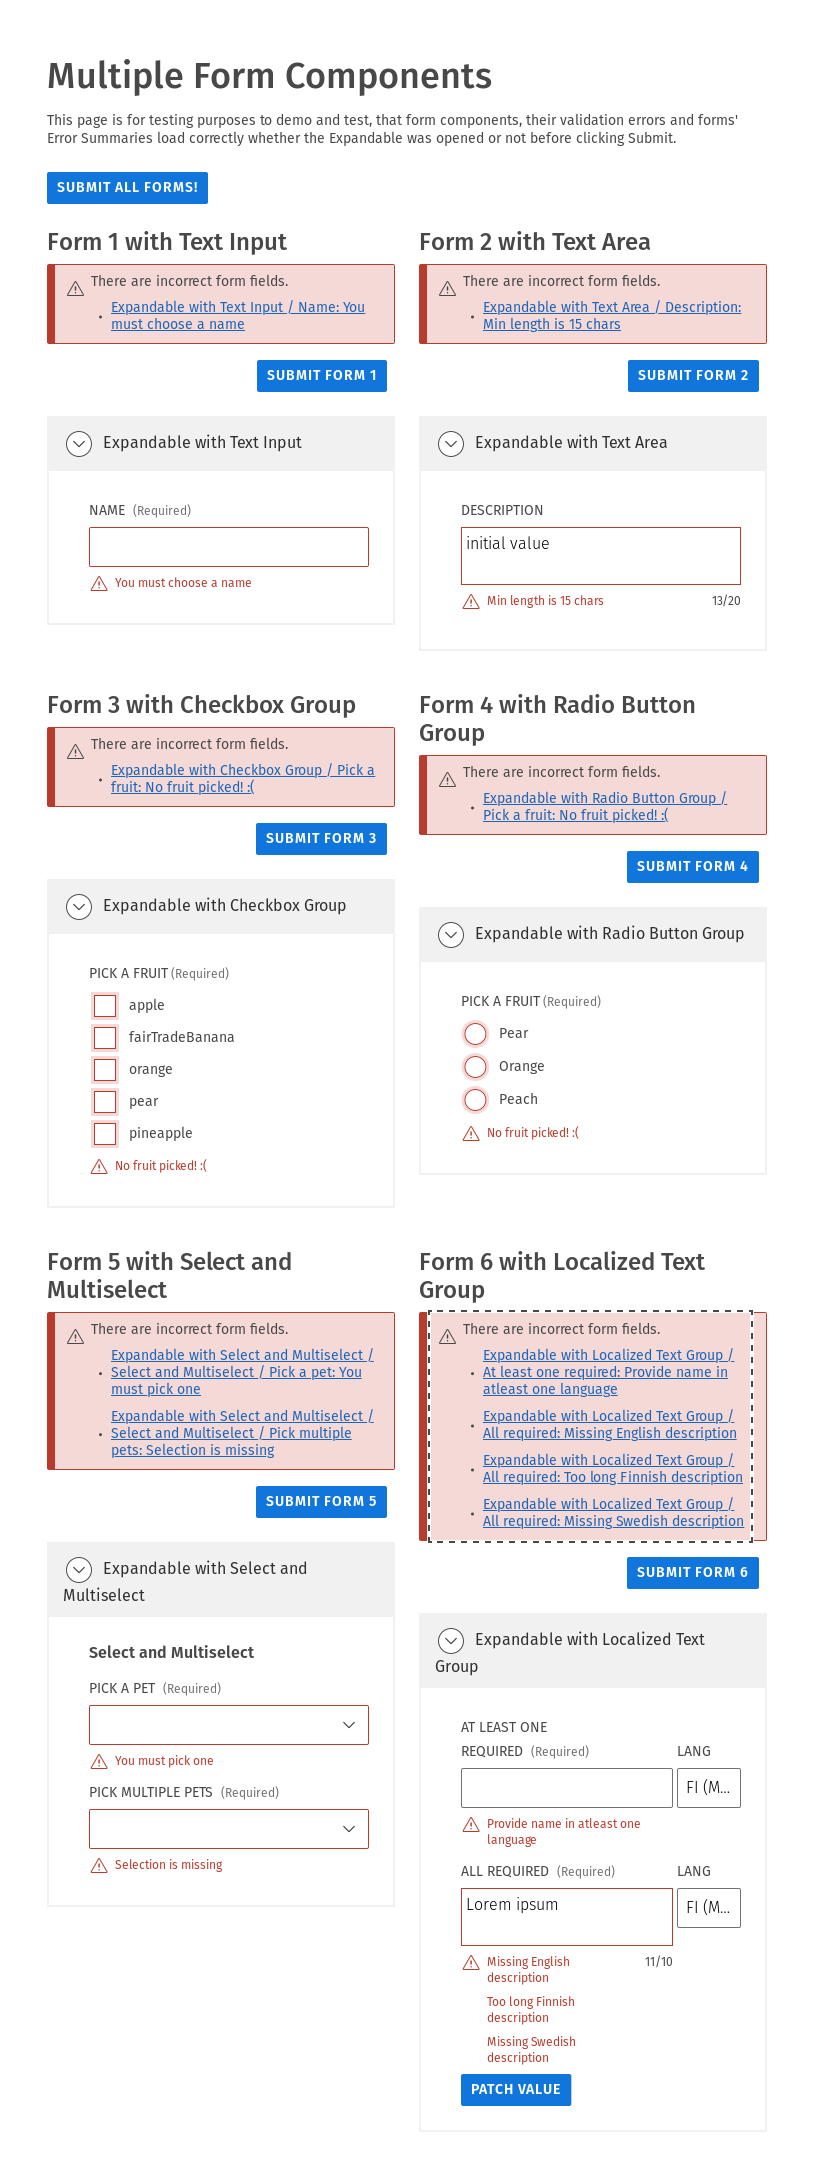 Multiple Form Components
This page is for testing purposes to demo and test, that form components, their validation errors and forms'
Error Summaries load correctly whether the Expandable was opened or not before clicking Submit.
SUBMIT ALL FORMS!
Form 1 with Text Input
There are incorrect form fields.
Expandable with Text Input / Name: You
must choose a name
SUBMIT FORM 1
Expandable with Text Input
NAME (Required)
You must choose a name
Form 2 with Text Area
There are incorrect form fields.
Expandable with Text Area / Description:
Min length is 15 chars
SUBMIT FORM 2
Expandable with Text Area
DESCRIPTION
initial value
Min length is 15 chars 13/20
Form 3 with Checkbox Group
There are incorrect form fields.
Expandable with Checkbox Group / Pick a
fruit: No fruit picked! :(
SUBMIT FORM 3
Expandable with Checkbox Group
PICK A FRUIT (Required)
apple
fairTradeBanana
orange
pear
pineapple
No fruit picked! :(
Form 4 with Radio Button
Group
There are incorrect form fields.
Expandable with Radio Button Group /
Pick a fruit: No fruit picked! :(
SUBMIT FORM 4
Expandable with Radio Button Group
PICK A FRUIT (Required)
Pear
Orange
Peach
No fruit picked! :(
Form 5 with Select and
Multiselect
There are incorrect form fields.
Expandable with Select and Multiselect /
Select and Multiselect / Pick a pet: You
must pick one
Expandable with Select and Multiselect /
Select and Multiselect / Pick multiple
pets: Selection is missing
SUBMIT FORM 5
Expandable with Select and
Multiselect
Select and Multiselect
PICK A PET (Required)
You must pick one
PICK MULTIPLE PETS (Required)
Selection is missing
Form 6 with Localized Text
Group
There are incorrect form fields.
Expandable with Localized Text Group /
At least one required: Provide name in
atleast one language
Expandable with Localized Text Group /
All required: Missing English description
Expandable with Localized Text Group /
All required: Too long Finnish description
Expandable with Localized Text Group /
All required: Missing Swedish description
SUBMIT FORM 6
Expandable with Localized Text
Group
AT LEAST ONE
REQUIRED (Required) LANG
FI (M...
Provide name in atleast one
language
ALL REQUIRED (Required) LANG
Lorem ipsum FI (M...
Missing English 11/10
description
Too long Finnish
description
Missing Swedish
description
PATCH VALUE